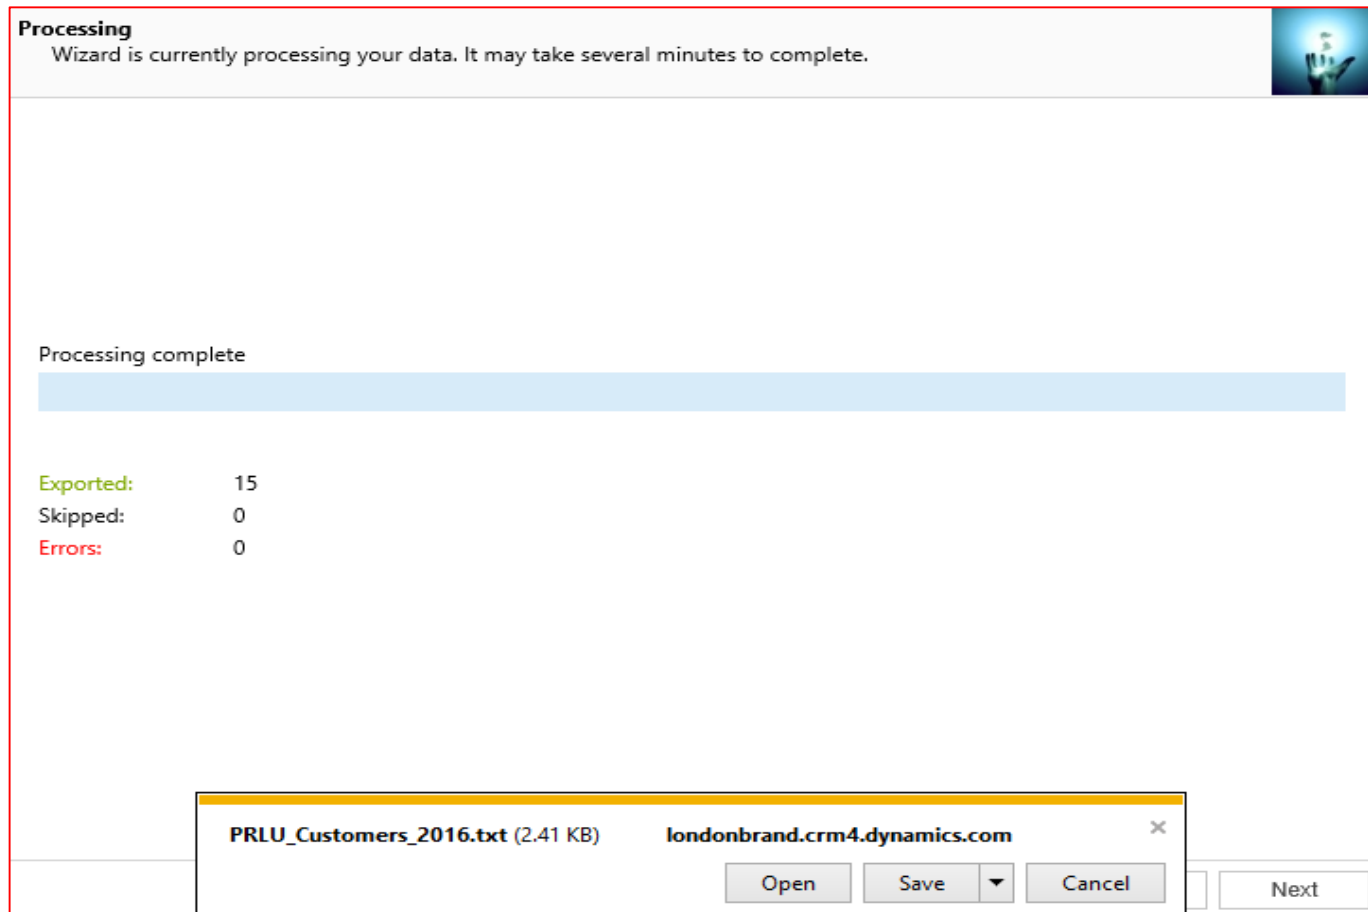 Processing
Wizard is currently processing your data. It may take several minutes to complete.
Processing complete
Exported: 15
Skipped: 0
Errors: 0
PRLU_Customers_2016.txt (2.41 KB) londonbrand.crm4.dynamics.com ×
Open Save Cancel
Next